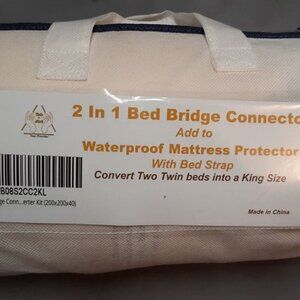 2 In 1 Bed Bridge Connecto
Add to
Waterproof Mattress Protector
With Bed Strap
Convert Two Twin beds into a King Size
B08S2CC2KL
ge Conn...erter Kit (200x200x40)
Made in China